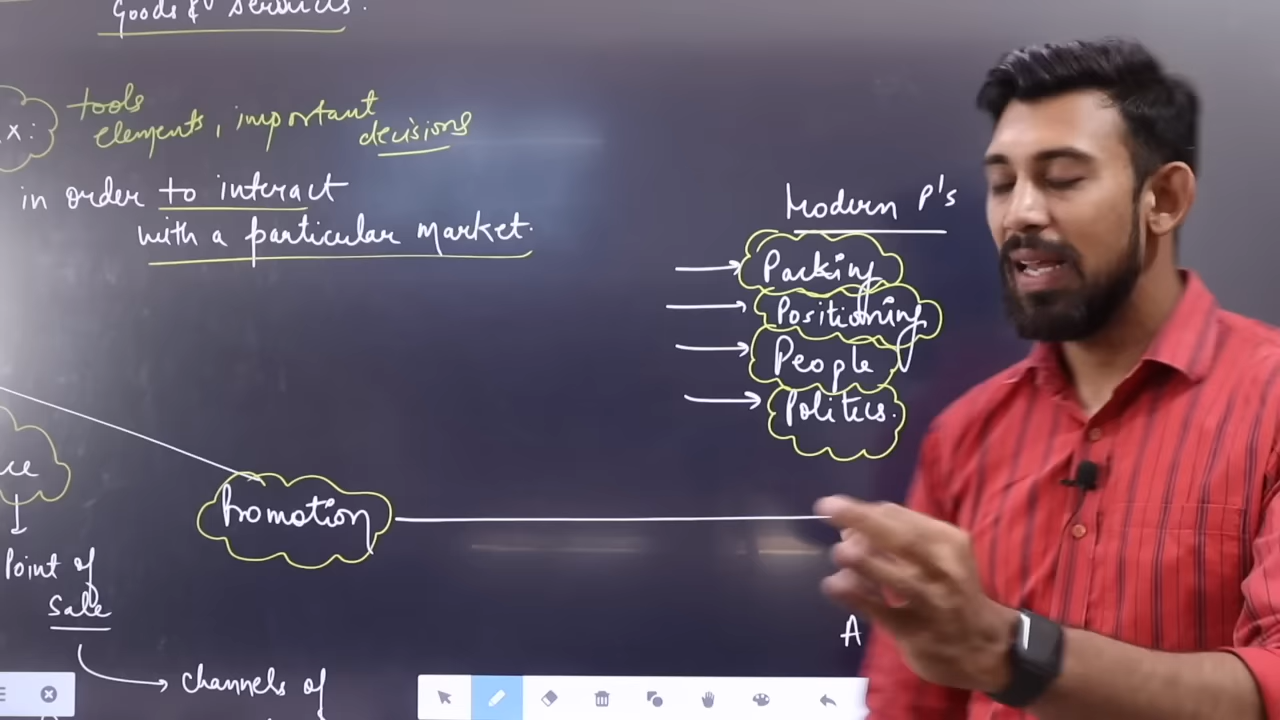 Goods & Services.
x:
tools
elements, important
decisions
in order to interact
with a particular market.
Modern P's
Packing
Positioning
People
Politics.
ce
Promotion
Point of
Sale
channels of
A